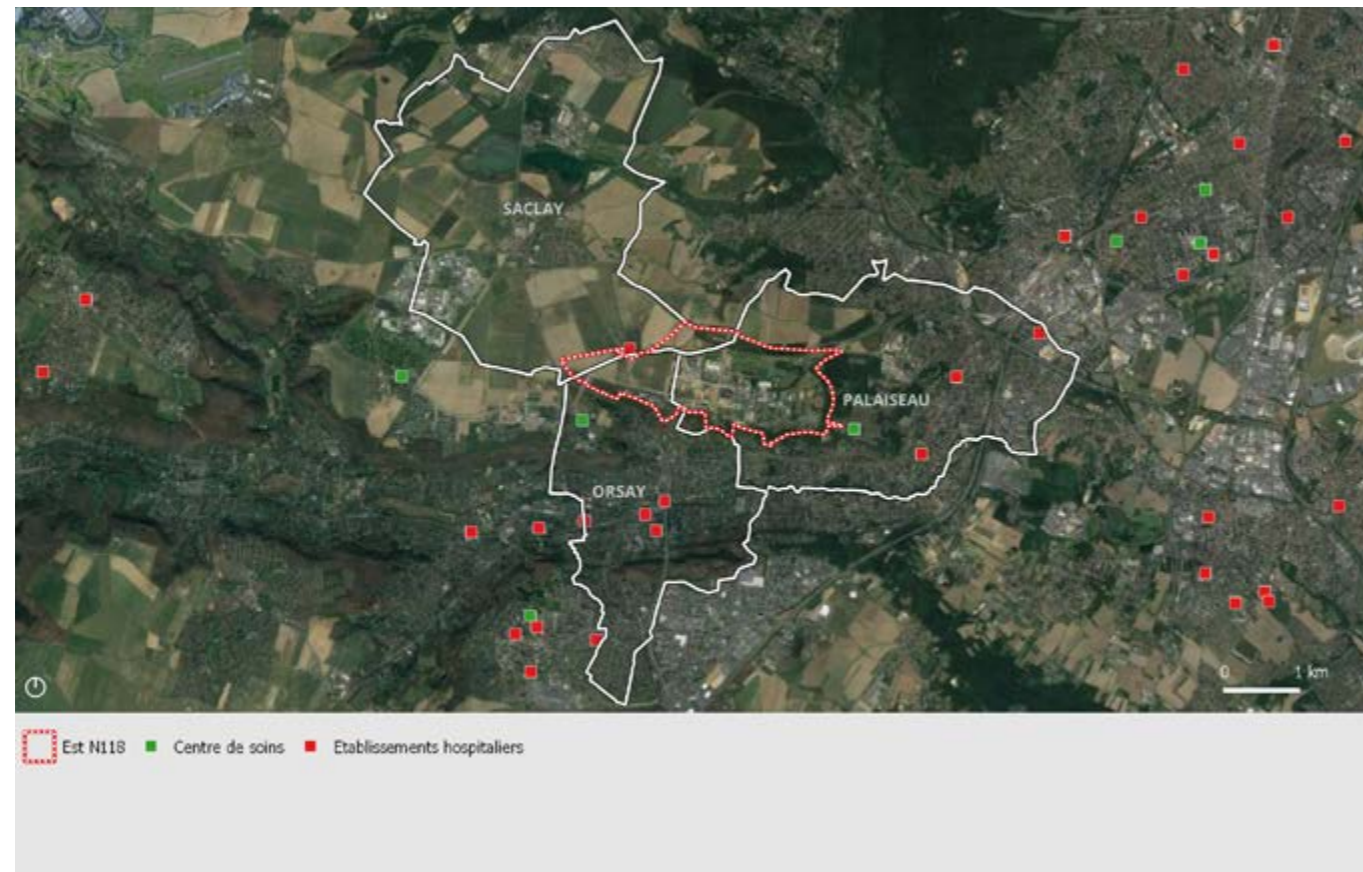 SACLAY
PALAISEAU
ORSAY
0 1 km
Est N118 Centre de soins Etablissements hospitaliers